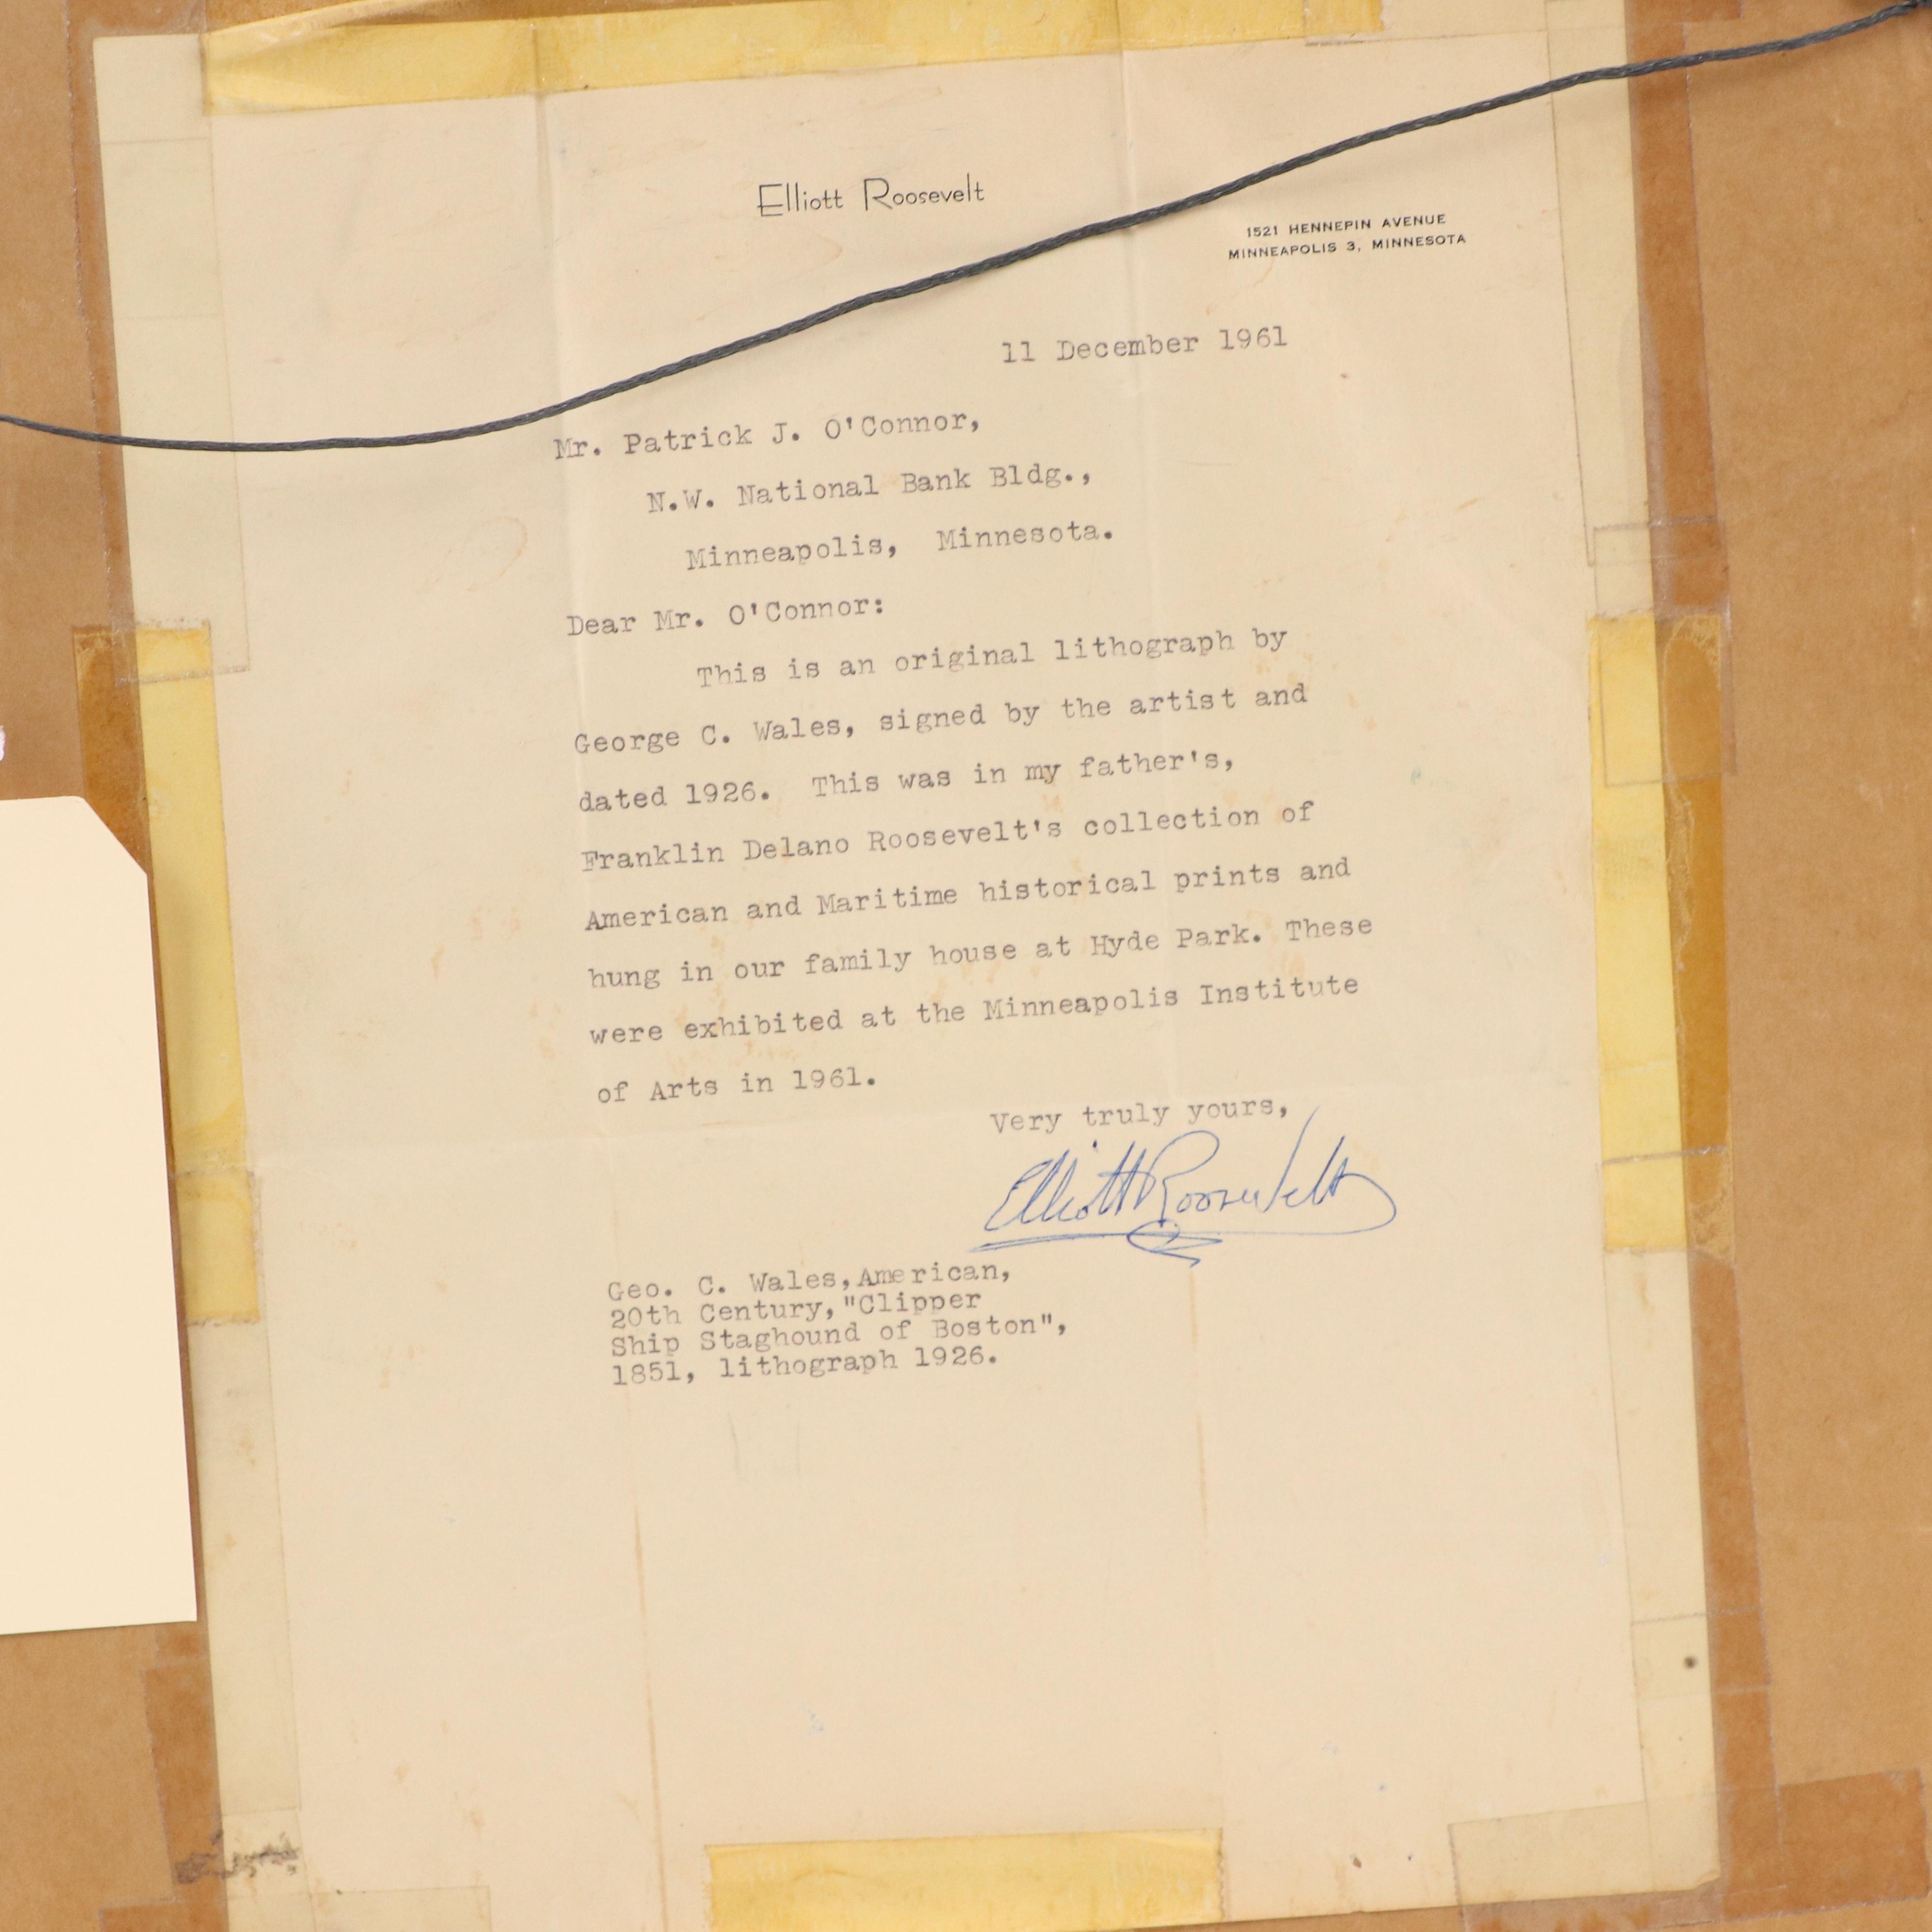 Elliott Roosevelt
1521 HENNEPIN AVENUE
MINNEAPOLIS 3, MINNESOTA
11 December 1961
Mr. Patrick J. O'Connor,
N.W. National Bank Bldg.,
Minneapolis, Minnesota.
Dear Mr. O'Connor:
This is an original lithograph by
George C. Wales, signed by the artist and
dated 1926. This was in my father's,
Franklin Delano Roosevelt's collection of
American and Maritime historical prints and
hung in our family house at Hyde Park. These
were exhibited at the Minneapolis Institute
of Arts in 1961.
Very truly yours,
Elliott Roosevelt
Geo. C. Wales, American,
20th Century, "Clipper
Ship Staghound of Boston",
1851, lithograph 1926.